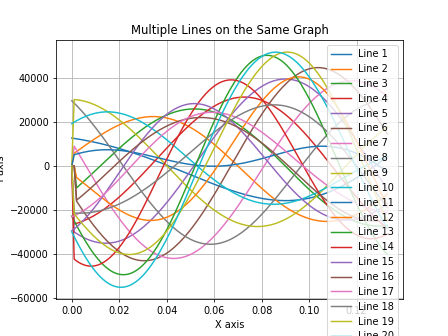 Multiple Lines on the Same Graph
40000
20000
0
−20000
−40000
−60000
0.00
0.02
0.04
0.06
0.08
0.10
X axis
Line 1
Line 2
Line 3
Line 4
Line 5
Line 6
Line 7
Line 8
Line 9
Line 10
Line 11
Line 12
Line 13
Line 14
Line 15
Line 16
Line 17
Line 18
Line 19
Line 20